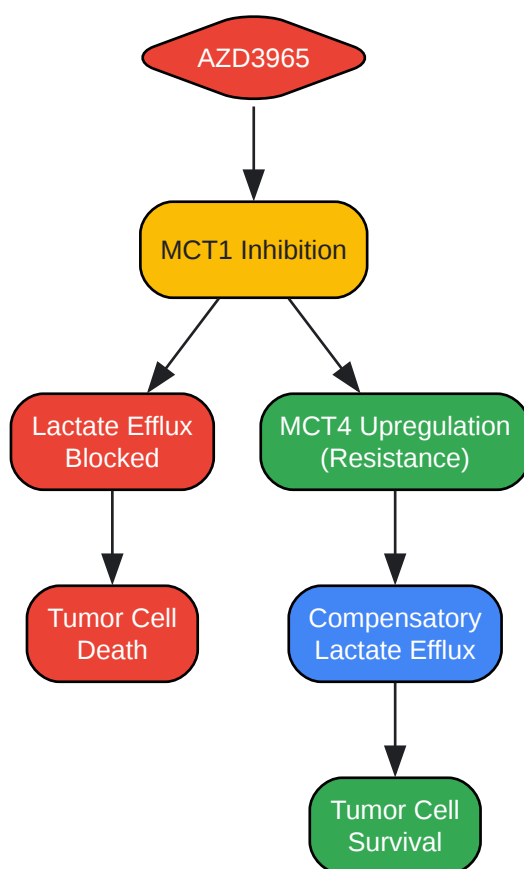 AZD3965
MCT1 Inhibition
Lactate Efflux
Blocked
MCT4 Upregulation
(Resistance)
Tumor Cell
Death
Compensatory
Lactate Efflux
Tumor Cell
Survival